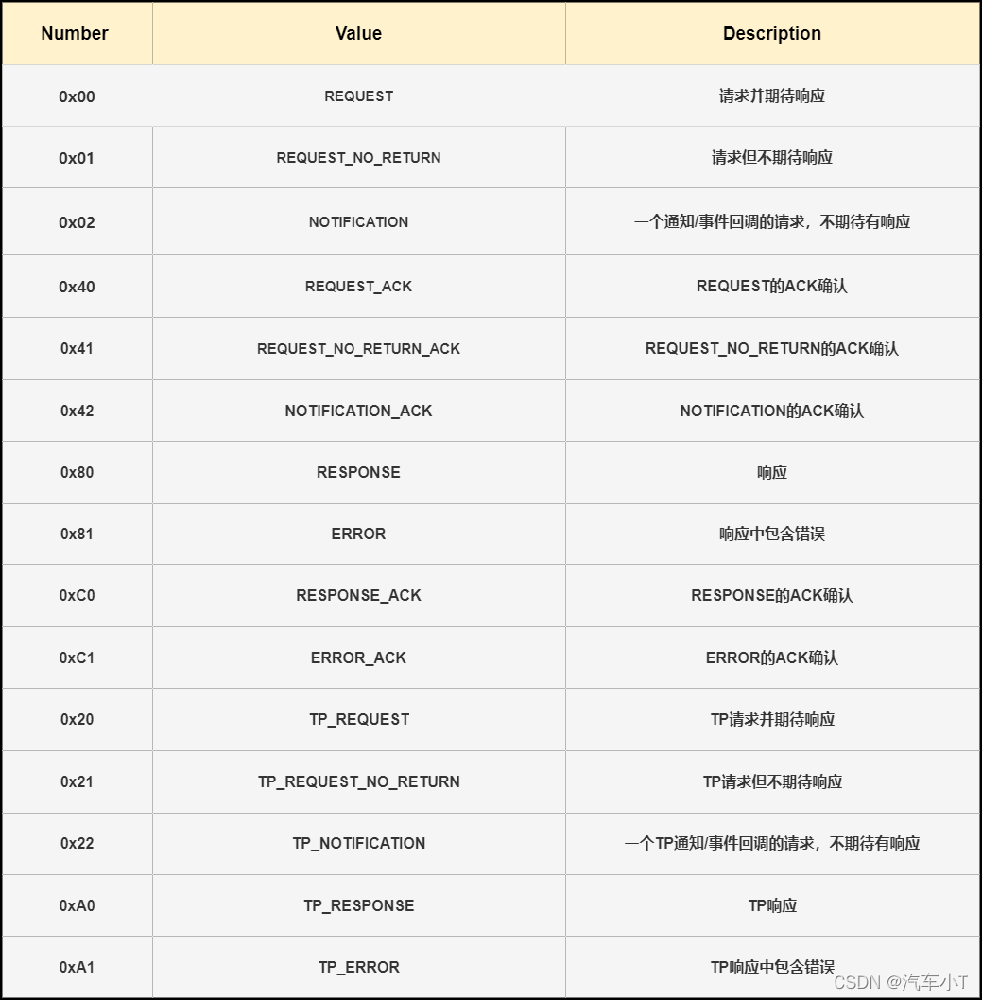 Number Value Description
0x00 REQUEST 请求并期待响应
0x01 REQUEST_NO_RETURN 请求但不期待响应
0x02 NOTIFICATION 一个通知/事件回调的请求，不期待有响应
0x40 REQUEST_ACK REQUEST的ACK确认
0x41 REQUEST_NO_RETURN_ACK REQUEST_NO_RETURN的ACK确认
0x42 NOTIFICATION_ACK NOTIFICATION的ACK确认
0x80 RESPONSE 响应
0x81 ERROR 响应中包含错误
0xC0 RESPONSE_ACK RESPONSE的ACK确认
0xC1 ERROR_ACK ERROR的ACK确认
0x20 TP_REQUEST TP请求并期待响应
0x21 TP_REQUEST_NO_RETURN TP请求但不期待响应
0x22 TP_NOTIFICATION 一个TP通知/事件回调的请求，不期待有响应
0xA0 TP_RESPONSE TP响应
0xA1 TP_ERROR TP响应中包含错误
CSDN @汽车小T